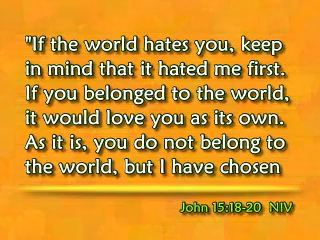 "If the world hates you, keep
in mind that it hated me first.
If you belonged to the world,
it would love you as its own.
As it is, you do not belong to
the world, but I have chosen
John 15:18-20 NIV